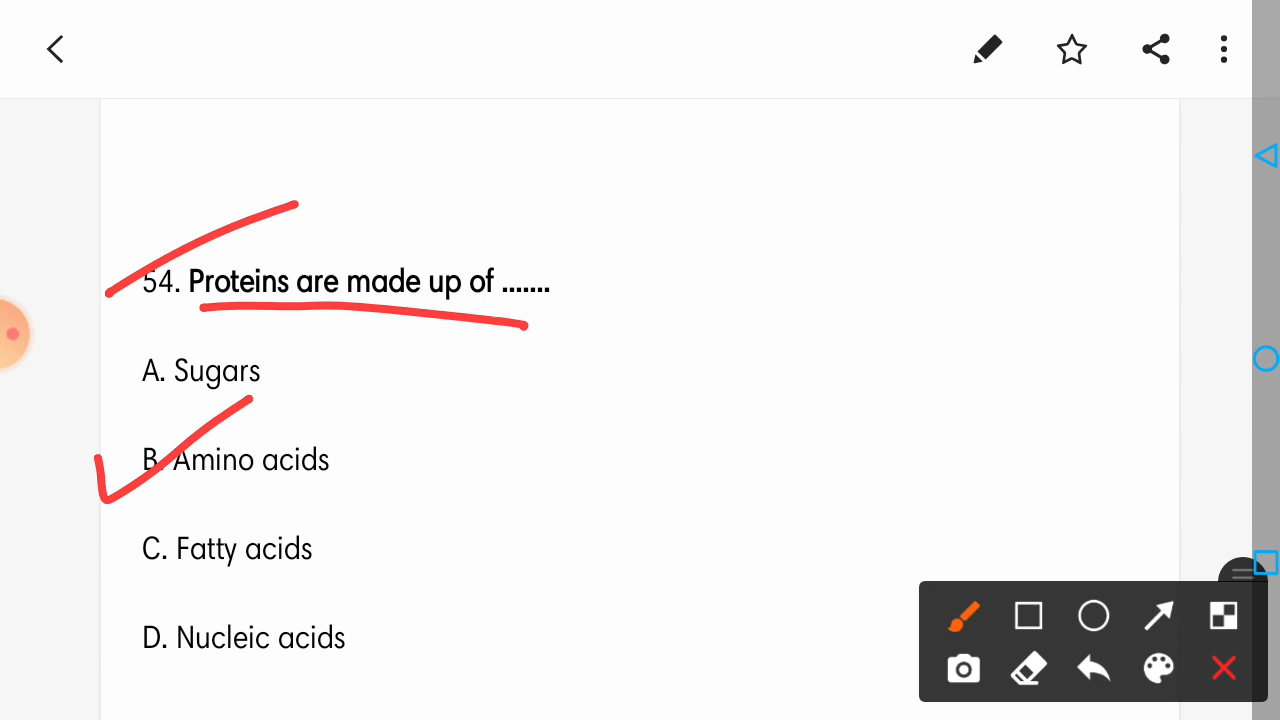 54. Proteins are made up of .......
A. Sugars
B. Amino acids
C. Fatty acids
D. Nucleic acids